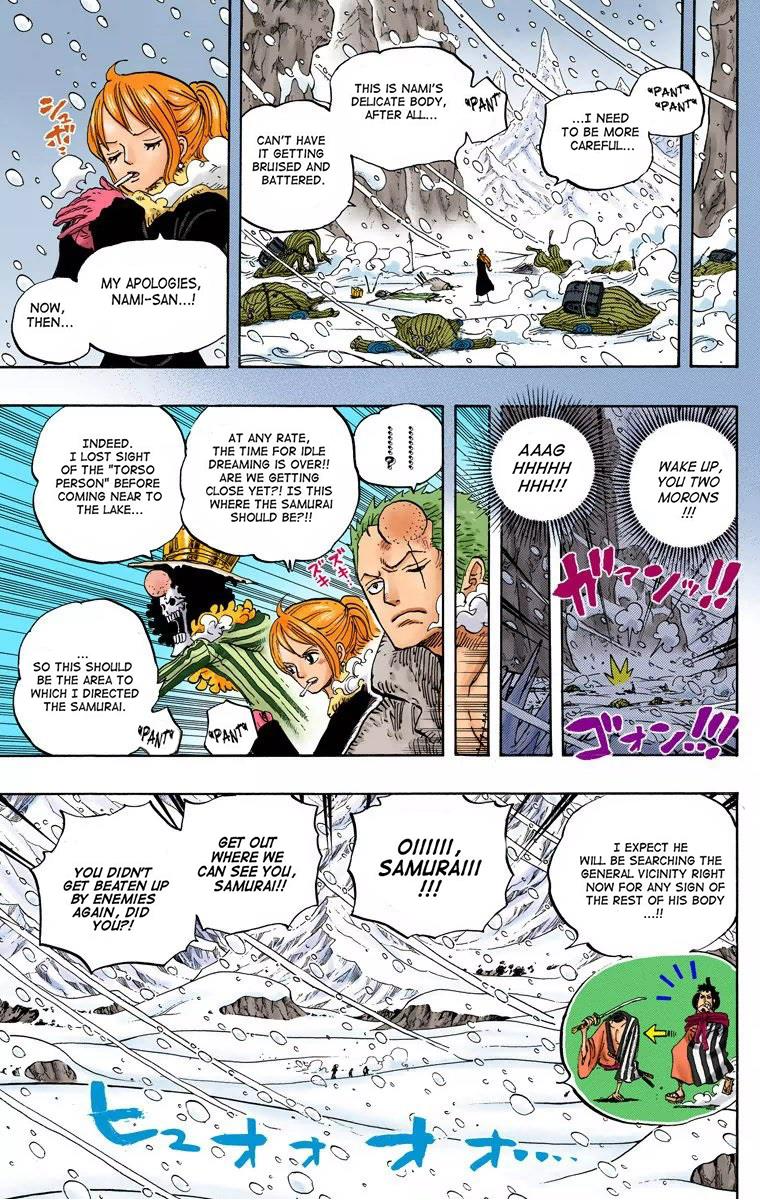 *PANT*
*PANT*
...I NEED
TO BE MORE
CAREFUL...
*PANT*
THIS IS NAMI'S
DELICATE BODY,
AFTER ALL...
CAN'T HAVE
IT GETTING
BRUISED AND
BATTERED.
シュボッ
MY APOLOGIES,
NAMI-SAN...!
NOW,
THEN...
WAKE UP,
YOU TWO
MORONS
!!!
AAAG
HHHHH
HHH!!
ガァンッ!!
ゴォン!!!
!
?
AT ANY RATE,
THE TIME FOR IDLE
DREAMING IS OVER!!
ARE WE GETTING
CLOSE YET?! IS THIS
WHERE THE SAMURAI
SHOULD BE?!!
INDEED.
I LOST SIGHT
OF THE "TORSO
PERSON" BEFORE
COMING NEAR TO
THE LAKE...
ズキ
ズキ
...
SO THIS SHOULD
BE THE AREA TO
WHICH I DIRECTED
THE SAMURAI.
*PANT*
*PANT*
I EXPECT HE
WILL BE SEARCHING THE
GENERAL VICINITY RIGHT
NOW FOR ANY SIGN OF
THE REST OF HIS BODY
...!!
OIIIIII,
SAMURAIII
!!!
GET OUT
WHERE WE
CAN SEE YOU,
SAMURAI!!
YOU DIDN'T
GET BEATEN UP
BY ENEMIES
AGAIN, DID
YOU?!
ヒュオオオオ....